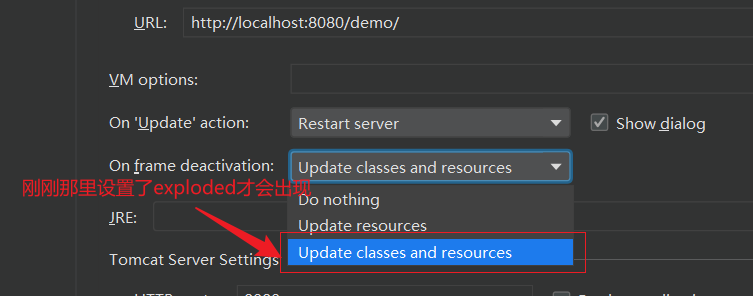 URL: http://localhost:8080/demo/
VM options:
On 'Update' action: Restart server Show dialog
On frame deactivation: Update classes and resources
刚刚那里设置了exploded才会出现
Do nothing
JRE: Update resources
Update classes and resources
Tomcat Server Settings